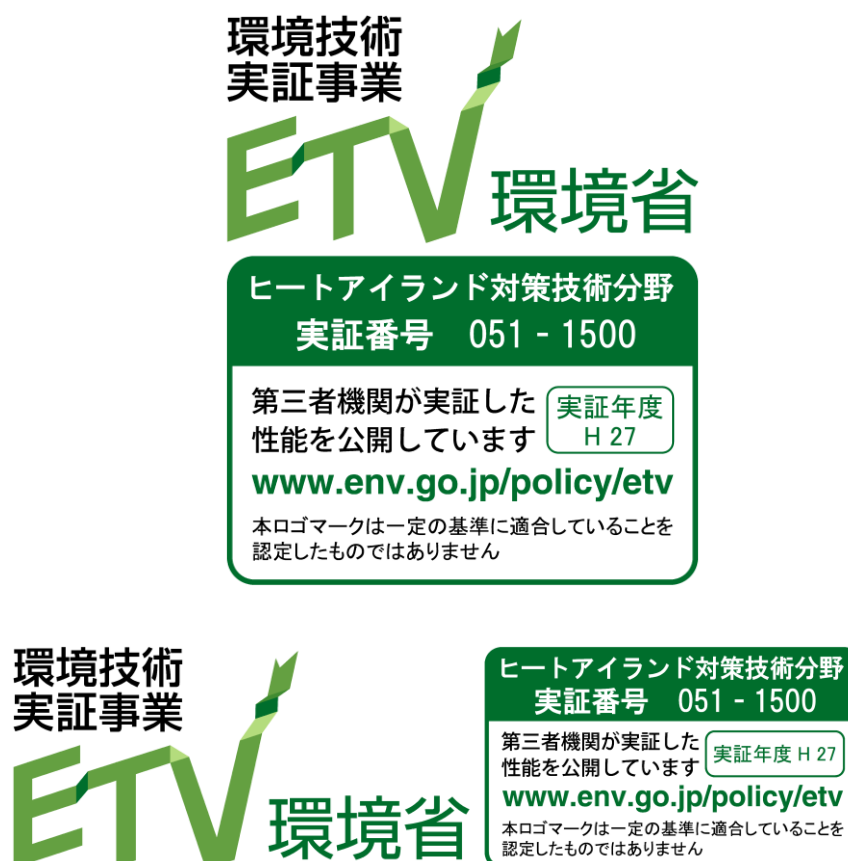 環境技術
実証事業
ETV 環境省
ヒートアイランド対策技術分野
実証番号 051 - 1500
第三者機関が実証した
性能を公開しています
実証年度
H 27
www.env.go.jp/policy/etv
本ロゴマークは一定の基準に適合していることを
認定したものではありません
環境技術
実証事業
ETV 環境省
ヒートアイランド対策技術分野
実証番号 051 - 1500
第三者機関が実証した
性能を公開しています
実証年度 H 27
www.env.go.jp/policy/etv
本ロゴマークは一定の基準に適合していることを
認定したものではありません